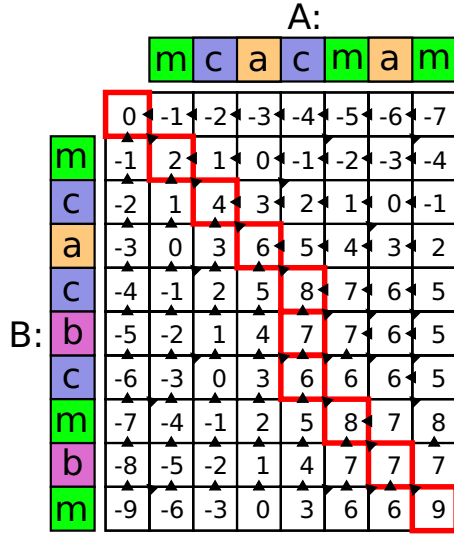 A:
m c a c m a m
0 -1 -2 -3 -4 -5 -6 -7
m -1 2 1 0 -1 -2 -3 -4
c -2 1 4 3 2 1 0 -1
a -3 0 3 6 5 4 3 2
c -4 -1 2 5 8 7 6 5
B: b -5 -2 1 4 7 7 6 5
c -6 -3 0 3 6 6 6 5
m -7 -4 -1 2 5 8 7 8
b -8 -5 -2 1 4 7 7 7
m -9 -6 -3 0 3 6 6 9